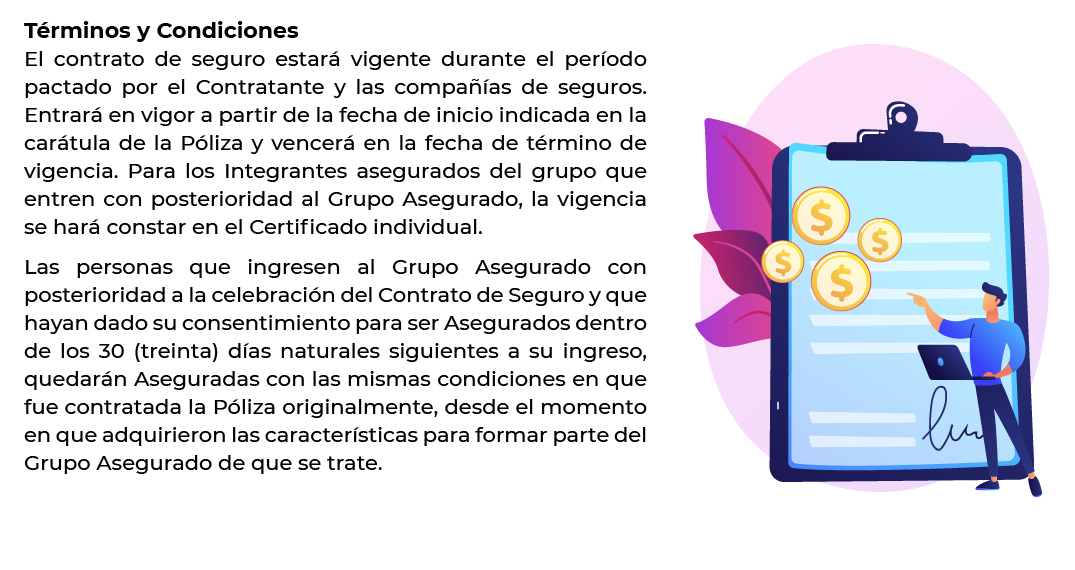 Términos y Condiciones
El contrato de seguro estará vigente durante el período
pactado por el Contratante y las compañías de seguros.
Entrará en vigor a partir de la fecha de inicio indicada en la
carátula de la Póliza y vencerá en la fecha de término de
vigencia. Para los Integrantes asegurados del grupo que
entren con posterioridad al Grupo Asegurado, la vigencia
se hará constar en el Certificado individual.
Las personas que ingresen al Grupo Asegurado con
posterioridad a la celebración del Contrato de Seguro y que
hayan dado su consentimiento para ser Asegurados dentro
de los 30 (treinta) días naturales siguientes a su ingreso,
quedarán Aseguradas con las mismas condiciones en que
fue contratada la Póliza originalmente, desde el momento
en que adquirieron las características para formar parte del
Grupo Asegurado de que se trate.
$
$
$
$